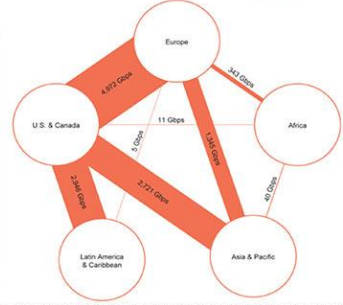 Europe
4,972 Gbps
343 Gbps
U.S. & Canada
11 Gbps
Africa
5 Gbps
1,345 Gbps
2,946 Gbps
2,721 Gbps
40 Gbps
Latin America
& Caribbean
Asia & Pacific